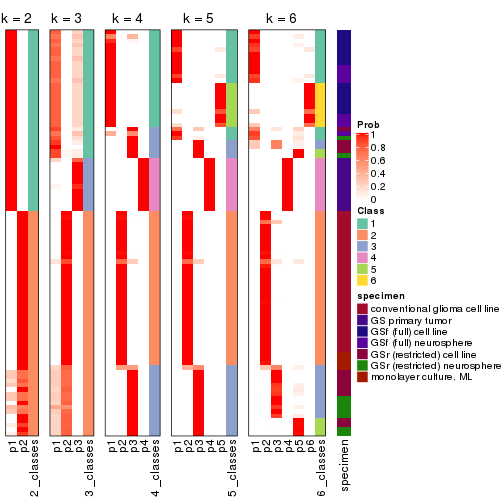 k = 2
k = 3
k = 4
k = 5
k = 6
p1
p2
2_classes
p1
p2
p3
3_classes
p1
p2
p3
p4
4_classes
p1
p2
p3
p4
p5
5_classes
p1
p2
p3
p4
p5
p6
6_classes
specimen
Prob
1
0.8
0.6
0.4
0.2
0
Class
1
2
3
4
5
6
specimen
conventional glioma cell line
GS primary tumor
GSf (full) cell line
GSf (full) neurosphere
GSr (restricted) cell line
GSr (restricted) neurosphere
monolayer culture. ML